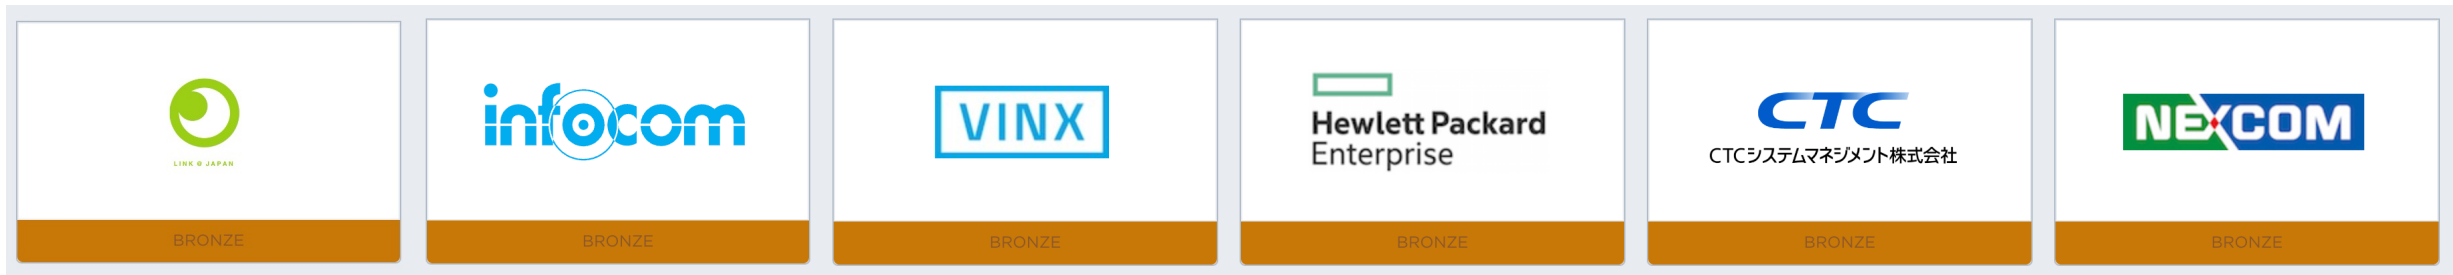 LINK @ JAPAN
BRONZE
infocom
BRONZE
VINX
BRONZE
Hewlett Packard
Enterprise
BRONZE
CTC
CTCシステムマネジメント株式会社
BRONZE
NEXCOM
BRONZE